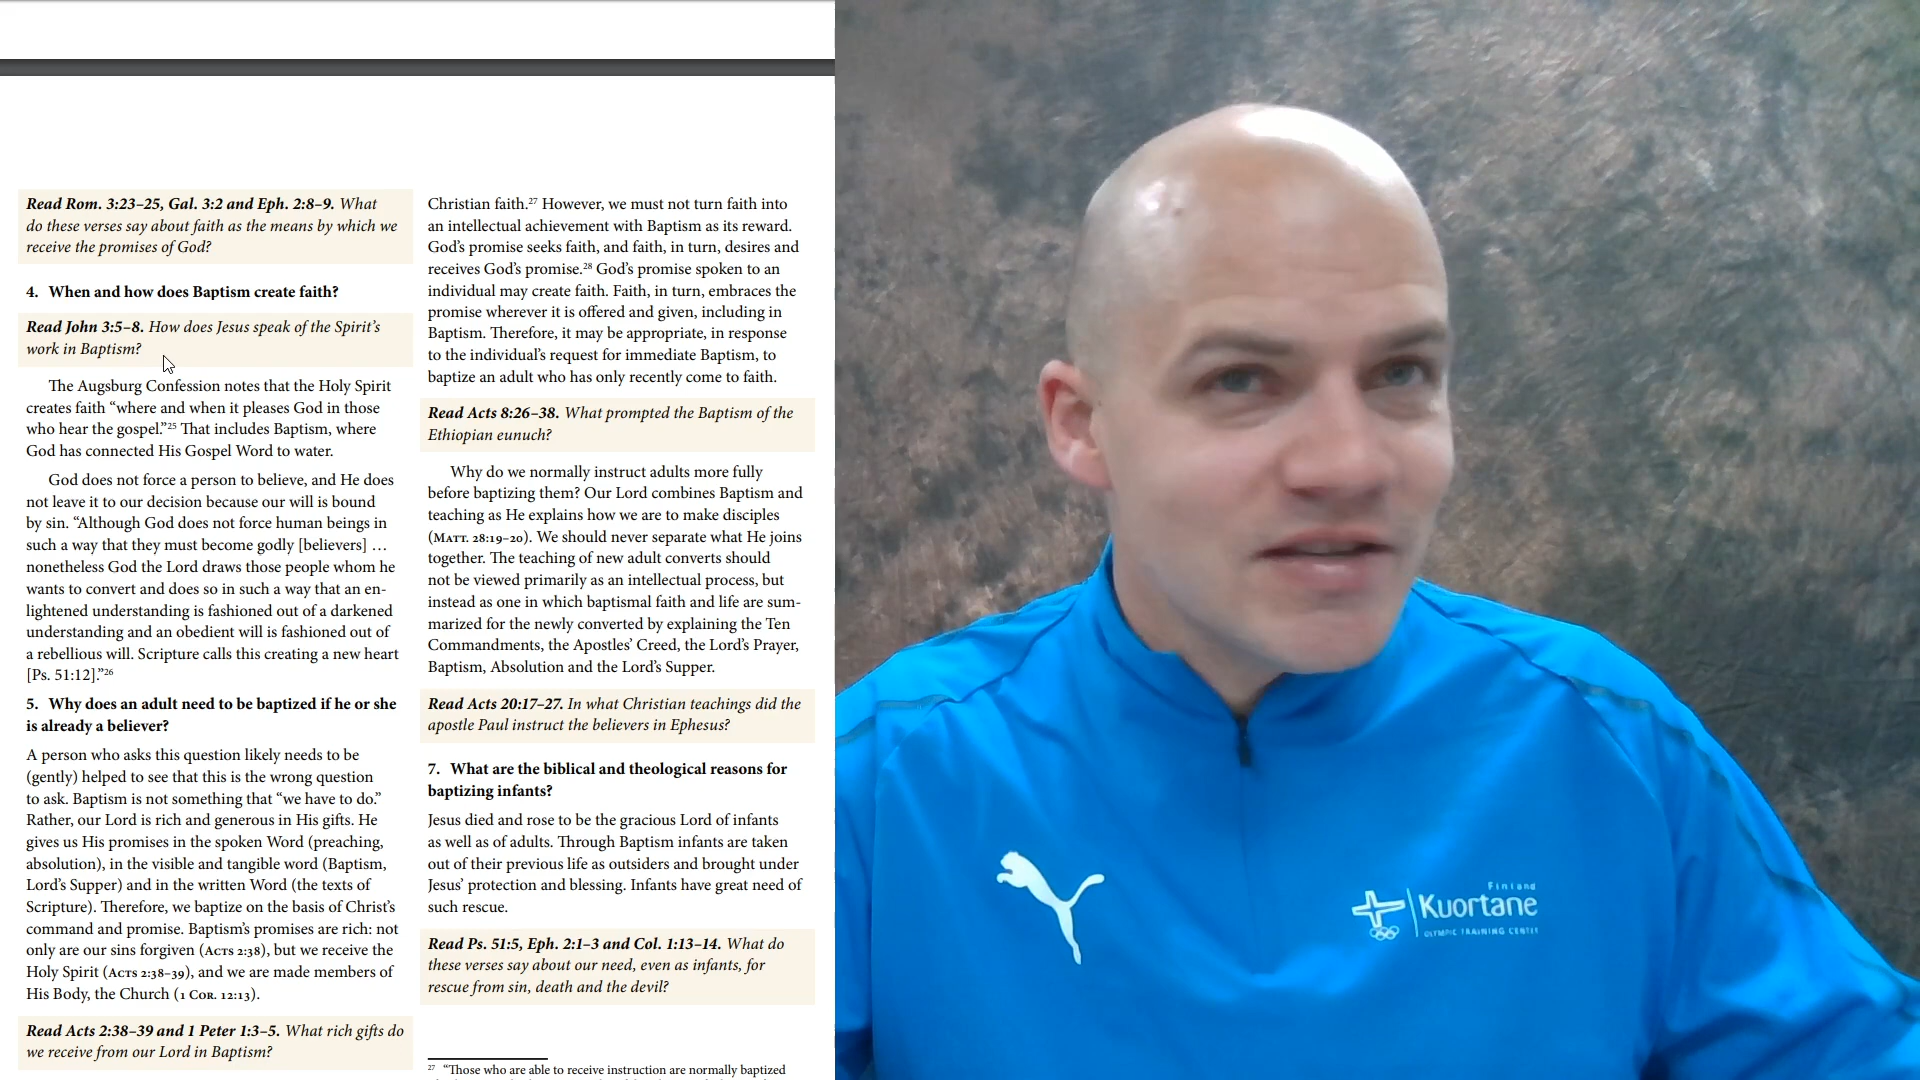 Read Rom. 3:23–25, Gal. 3:2 and Eph. 2:8–9. What
do these verses say about faith as the means by which we
receive the promises of God?
4. When and how does Baptism create faith?
Read John 3:5–8. How does Jesus speak of the Spirit’s
work in Baptism?
The Augsburg Confession notes that the Holy Spirit
creates faith “where and when it pleases God in those
who hear the gospel.”25 That includes Baptism, where
God has connected His Gospel Word to water.
God does not force a person to believe, and He does
not leave it to our decision because our will is bound
by sin. “Although God does not force human beings in
such a way that they must become godly [believers] …
nonetheless God the Lord draws those people whom he
wants to convert and does so in such a way that an en-
lightened understanding is fashioned out of a darkened
understanding and an obedient will is fashioned out of
a rebellious will. Scripture calls this creating a new heart
[Ps. 51:12].”26
5. Why does an adult need to be baptized if he or she
is already a believer?
A person who asks this question likely needs to be
(gently) helped to see that this is the wrong question
to ask. Baptism is not something that “we have to do.”
Rather, our Lord is rich and generous in His gifts. He
gives us His promises in the spoken Word (preaching,
absolution), in the visible and tangible word (Baptism,
Lord’s Supper) and in the written Word (the texts of
Scripture). Therefore, we baptize on the basis of Christ’s
command and promise. Baptism’s promises are rich: not
only are our sins forgiven (Acts 2:38), but we receive the
Holy Spirit (Acts 2:38–39), and we are made members of
His Body, the Church (1 Cor. 12:13).
Read Acts 2:38–39 and 1 Peter 1:3–5. What rich gifts do
we receive from our Lord in Baptism?
Christian faith.27 However, we must not turn faith into
an intellectual achievement with Baptism as its reward.
God’s promise seeks faith, and faith, in turn, desires and
receives God’s promise.28 God’s promise spoken to an
individual may create faith. Faith, in turn, embraces the
promise wherever it is offered and given, including in
Baptism. Therefore, it may be appropriate, in response
to the individual’s request for immediate Baptism, to
baptize an adult who has only recently come to faith.
Read Acts 8:26–38. What prompted the Baptism of the
Ethiopian eunuch?
Why do we normally instruct adults more fully
before baptizing them? Our Lord combines Baptism and
teaching as He explains how we are to make disciples
(Matt. 28:19–20). We should never separate what He joins
together. The teaching of new adult converts should
not be viewed primarily as an intellectual process, but
instead as one in which baptismal faith and life are sum-
marized for the newly converted by explaining the Ten
Commandments, the Apostles’ Creed, the Lord’s Prayer,
Baptism, Absolution and the Lord’s Supper.
Read Acts 20:17–27. In what Christian teachings did the
apostle Paul instruct the believers in Ephesus?
7. What are the biblical and theological reasons for
baptizing infants?
Jesus died and rose to be the gracious Lord of infants
as well as of adults. Through Baptism infants are taken
out of their previous life as outsiders and brought under
Jesus’ protection and blessing. Infants have great need of
such rescue.
Read Ps. 51:5, Eph. 2:1–3 and Col. 1:13–14. What do
these verses say about our need, even as infants, for
rescue from sin, death and the devil?
27 “Those who are able to receive instruction are normally baptized
Finland
Kuortane
OLYMPIC TRAINING CENTER